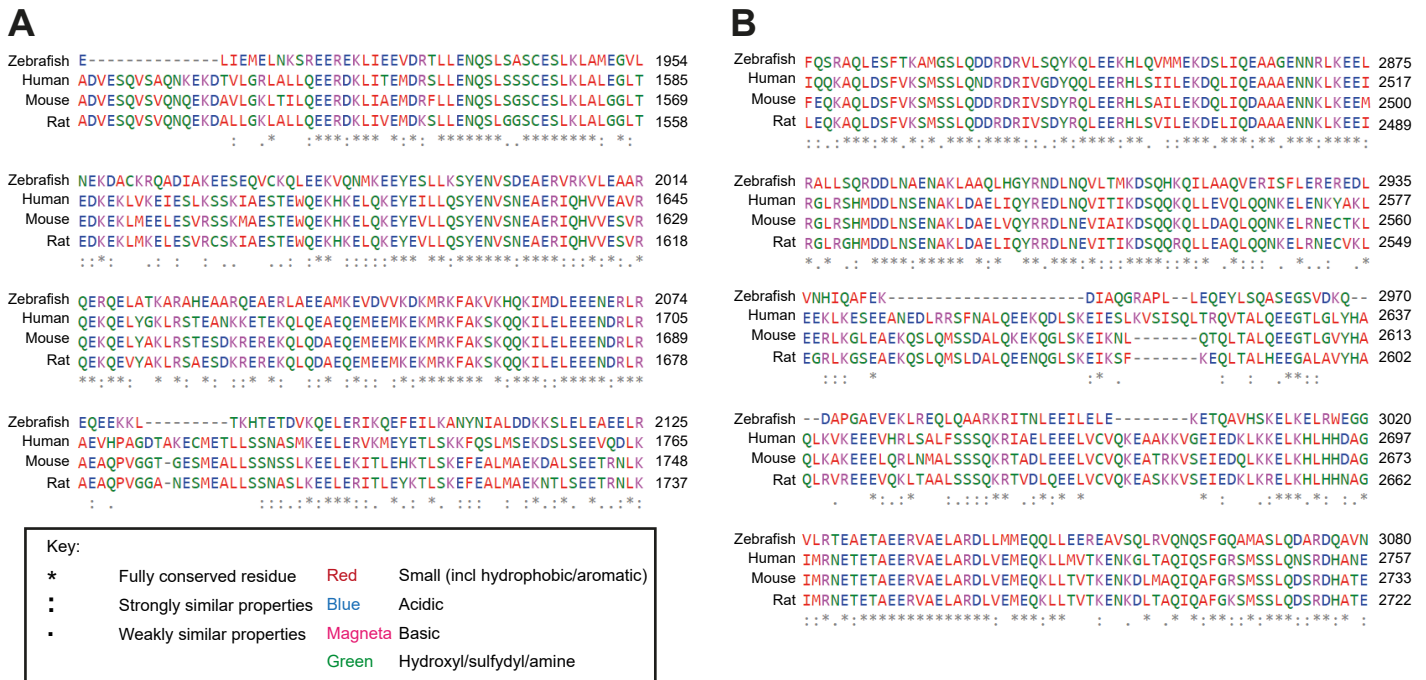 A
Zebrafish E---------------LIEMELNKSREEREKLIEEVDRTLLENQSLSASCESLKLAMEGVL 1954
Human ADVESQVSAQNKEKDTVLGRLALLQEERDKLITEMDRSLLENQSLSSSCESLKLALEGLT 1585
Mouse ADVESQVSVQNQEKDAVLGKLTILQEERDKLIAEMDRFLLENQSLSGSCESLKLALGGLT 1569
Rat ADVESQVSVQNQEKDALLGKLALLQEERDKLIVEMDKSLLENQSLGGSCESLKLALGGLT 1558
: .* :***** *:*: *******..******** *:
Zebrafish NEKDACKRQADIAKEESEQVCKQLEEKVQNMKEEYESLLKSYENVSDEAERVRKVLEAAR 2014
Human EDKEKLVKEIESLKSSKIAESTEWQEKHKELQKEYEILLQSYENVSNEAERIQHVVEAVR 1645
Mouse EDKEKLMEELESVRSSKMAESTEWQEKHKELQKEYEVLLQSYENVSNEAERIQHVVESVR 1629
Rat EDKEKLMKELESVRCSKIAESTEWQEKHKELQKEYEVLLQSYENVSNEAERIQHVVESVR 1618
::*: .: : : .. ..: :** :::::*** **:******:****:::*:*:.*
Zebrafish QERQELATKARAHEAARQEAERLAEEAMKEVDVVKDKMRKFAKVKHQKIMDLEEENERLR 2074
Human QEKQELYGKLRSTEANKKETEKQLQEAEQEMEEMKEKMRKFAKSKQQKILELEEENDRLR 1705
Mouse QEKQELYAKLRSTESDKREREKQLQDAEQEMEEMKEKMRKFAKSKQQKILELEEENDRLR 1689
Rat QEKQEVYAKLRSAESDKREREKQLQDAEQEMEEMKEKMRKFAKSKQQKILELEEENDRLR 1678
**:**: * *: *: ::* *: ::* :*:: :*:******* *:***::*****:***
Zebrafish EQEEKKL---------TKHTETDVKQELERIKQEFEILKANYNIALDDKKSLELEAEELR 2125
Human AEVHPAGDTAKECMETLLSSNASMKEELERVKMEYETLSKKFQSLMSEKDSLSEEVQDLK 1765
Mouse AEAQPVGGT-GESMEALLSSNSSLKEELEKITLEHKTLSKEFEALMAEKDALSEETRNLK 1748
Rat AEAQPVGGA-NESMEALLSSNASLKEELERITLEYKTLSKEFEALMAEKNTLSEETRNLK 1737
: . :::.:*:***:. *.: *. ::: : :*.:*. *..:*:
Key:
* Fully conserved residue Red Small (incl hydrophobic/aromatic)
: Strongly similar properties Blue Acidic
. Weakly similar properties Magneta Basic
Green Hydroxyl/sulfydyl/amine
B
Zebrafish FQSRAQLESFTKAMGSLQDDRDRVLSQYKQLEEKHLQVMMEKDSLIQEAAGENNRLKEEL 2875
Human IQQKAQLDSFVKSMSSLQNDRDRIVGDYQQLEERHLSIILEKDQLIQDAAAENNKLKEEI 2517
Mouse FEQKAQLDSFVKSMSSLQDDRDRIVSDYRQLEERHLSAILEKDQLIQDAAAENNKLKEEM 2500
Rat LEQKAQLDSFVKSMSSLQDDRDRIVSDYRQLEERHLSVILEKDELIQDAAAENNKLKEEI 2489
::.:***:**.*:*.***:****::.:*:****:**. ::***.***:**.***:****:
Zebrafish RALLSQRDDLNAENAKLAAQLHGYRNDLNQVLTMKDSQHKQILAAQVERISFLEREREDL 2935
Human RGLRSHMDDLNSENAKLDAELIQYREDLNQVITIKDSQQKQLLEVQLQQNKELENKYAKL 2577
Mouse RGLRSHMDDLNSENAKLDAELVQYRRDLNEVIAIKDSQQKQLLDAQLQQNKELRNECTKL 2560
Rat RGLRGHMDDLNSENAKLDAELIQYRRDLNEVITIKDSQQRQLLEAQLQQNKELRNECVKL 2549
*.* .: ****:***** *:* **.***:*:::****::*:* .*::: . *.: .*
Zebrafish VNHIQAFEK---------------------DIAQGRAPL--LEQEYLSQASEGSVDKQ-- 2970
Human EEKLKESEEANEDLRRSFNALQEEKQDLSKEIESLKVSISQLTRQVTALQEEGTLGLYHA 2637
Mouse EERLKGLEAEKQSLQMSSDALQKEKQGLSKEIKNL-------QTQLTALQEEGTLGVYHA 2613
Rat EGRLKGSEAEKQSLQMSLDALQEENQGLSKEIKSF-------KEQLTALHEEGALAVYHA 2602
::: * :* . : : .**::
Zebrafish --DAPGAEVEKLREQLQAARKRITNLEEILELE--------KETQAVHSKELKELRWEGG 3020
Human QLKVKEEEVHRLSALFSSSQKRIAELEEELVCVQKEAAKKVGEIEDKLKKELKHLHHDAG 2697
Mouse QLKAKEEELQRLNMALSSSQKRTADLEEELVCVQKEATRKVSEIEDQLKKELKHLHHDAG 2673
Rat QLRVREEEVQKLTAALSSSQKRTVDLQEELVCVQKEASKKVSEIEDKLKRELKHLHHNAG 2662
. *:.:* :.:::** .:*:* * * : :***.*: :.*
Zebrafish VLRTEAETAEERVAELARDLLMMEQQLLEEREAVSQLRVQNQSFGQAMASLQDARDQAVN 3080
Human IMRNETETAEERVAELARDLVEMEQKLLMVTKENKGLTAQIQSFGRSMSSLQNSRDHANE 2757
Mouse IMRNETETAEERVAELARDLVEMEQKLLTVTKENKDLMAQIQAFGRSMSSLQDSRDHATE 2733
Rat IMRNETETAEERVAELARDLVEMEQKLLTVTKENKDLTAQIQAFGKSMSSLQDSRDHATE 2722
::*.*:**************: ***:** : . * .* *:**::*:***::**:* :